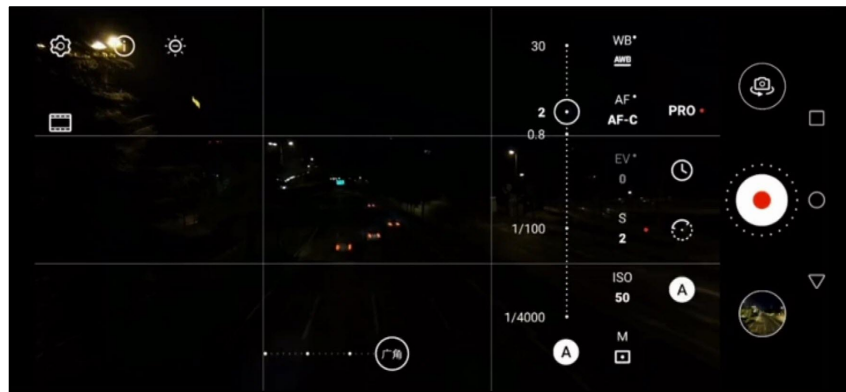 30
2
0.8
1/100
1/4000
A
WB
AWB
AF
AF-C
EV
0
S
2
ISO
50
M
PRO
A
广角